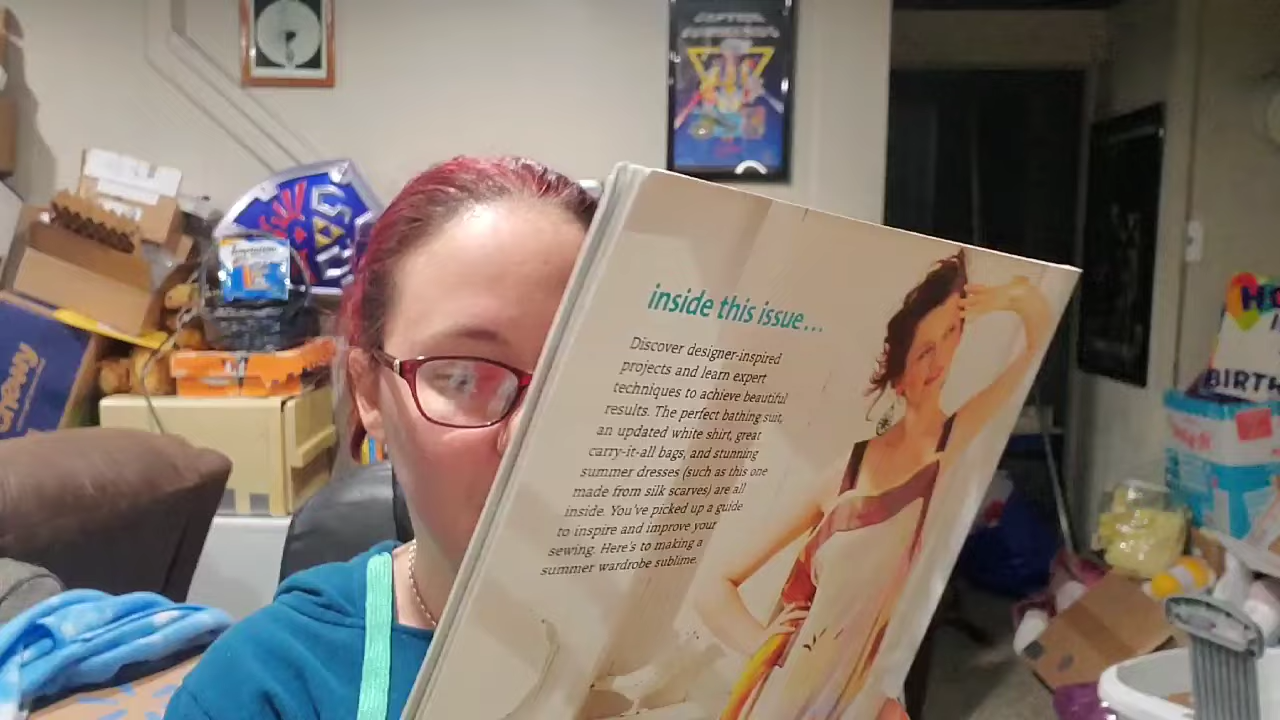 inside this issue...
Discover designer-inspired
projects and learn expert
techniques to achieve beautiful
results. The perfect bathing suit,
an updated white shirt, great
carry-it-all bags, and stunning
summer dresses (such as this one
made from silk scarves) are all
inside. You've picked up a guide
to inspire and improve your
sewing. Here's to making a
summer wardrobe sublime.
chewy
BIRTH